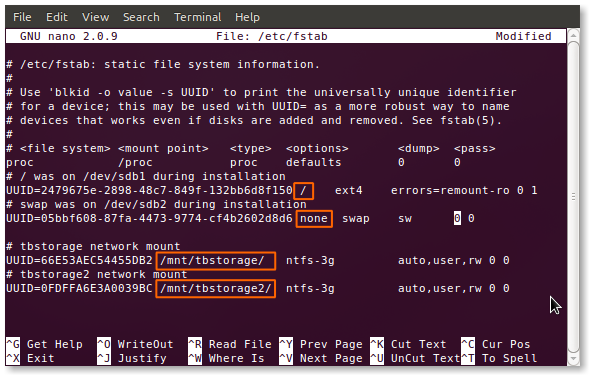 File Edit View Search Terminal Help
GNU nano 2.0.9 File: /etc/fstab Modified
# /etc/fstab: static file system information.
#
# Use 'blkid -o value -s UUID' to print the universally unique identifier
# for a device; this may be used with UUID= as a more robust way to name
# devices that works even if disks are added and removed. See fstab(5).
#
# <file system> <mount point> <type> <options> <dump> <pass>
proc /proc proc defaults 0 0
# / was on /dev/sdb1 during installation
UUID=2479675e-2898-48c7-849f-132bb6d8f150 / ext4 errors=remount-ro 0 1
# swap was on /dev/sdb2 during installation
UUID=05bbf608-87fa-4473-9774-cf4b2602d8d6 none swap sw 0 0
# tbstorage network mount
UUID=66E53AEC54455DB2 /mnt/tbstorage/ ntfs-3g auto,user,rw 0 0
# tbstorage2 network mount
UUID=0FDFFA6E3A0039BC /mnt/tbstorage2/ ntfs-3g auto,user,rw 0 0
^G Get Help ^O WriteOut ^R Read File ^Y Prev Page ^K Cut Text ^C Cur Pos
^X Exit ^J Justify ^W Where Is ^V Next Page ^U UnCut Text ^T To Spell